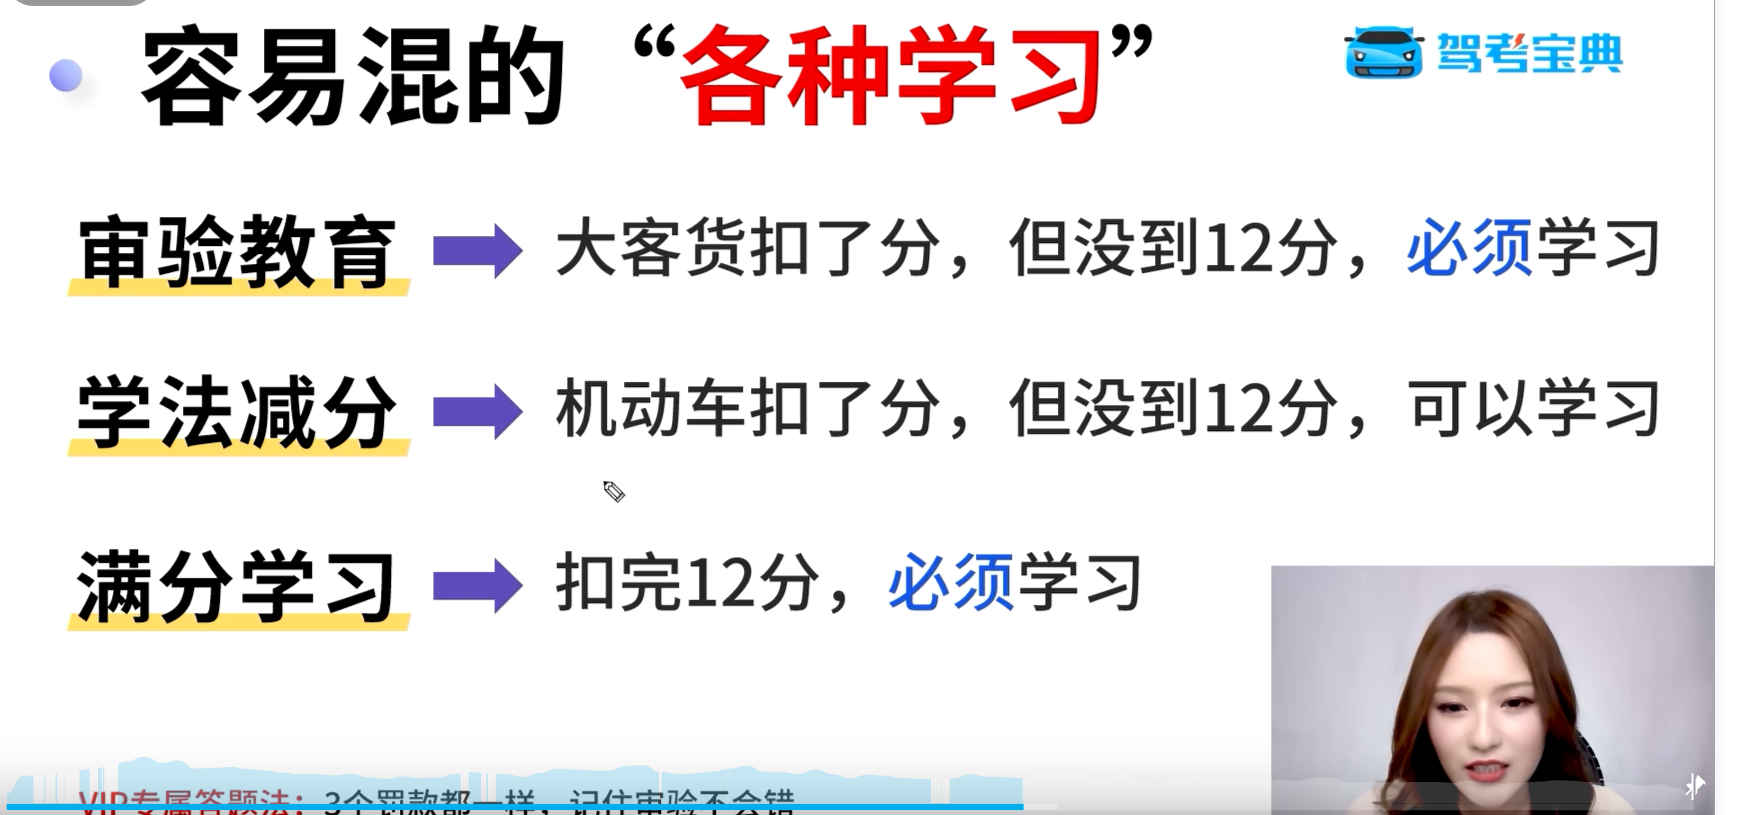 容易混的“各种学习”
驾考宝典
审验教育 大客货扣了分，但没到12分，必须学习
学法减分 机动车扣了分，但没到12分，可以学习
满分学习 扣完12分，必须学习
VIP专属答题法：3个罚款都一样，记住审验不会错